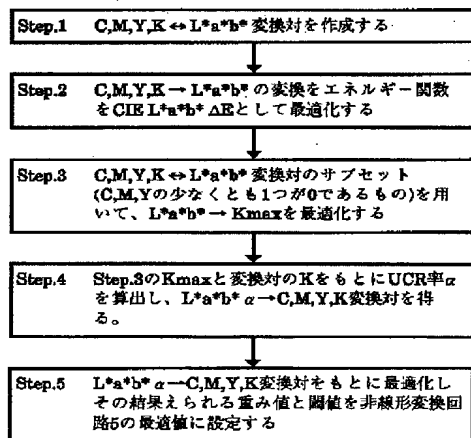 Step.1 C,M,Y,K ↔ L*a*b* 変換対を作成する
Step.2 C,M,Y,K → L*a*b* の変換をエネルギー関数
をCIE L*a*b* ΔEとして最適化する
Step.3 C,M,Y,K ↔ L*a*b* 変換対のサブセット
(C,M,Yの少なくとも1つが0であるもの)を用
いて、L*a*b* → Kmaxを最適化する
Step.4 Step.3のKmaxと変換対のKをもとにUCR率α
を算出し、L*a*b* α→C,M,Y,K変換対を得
る。
Step.5 L*a*b* α→C,M,Y,K変換対をもとに最適化し
その結果えられる重み値と閾値を非線形変換回
路5の最適値に設定する